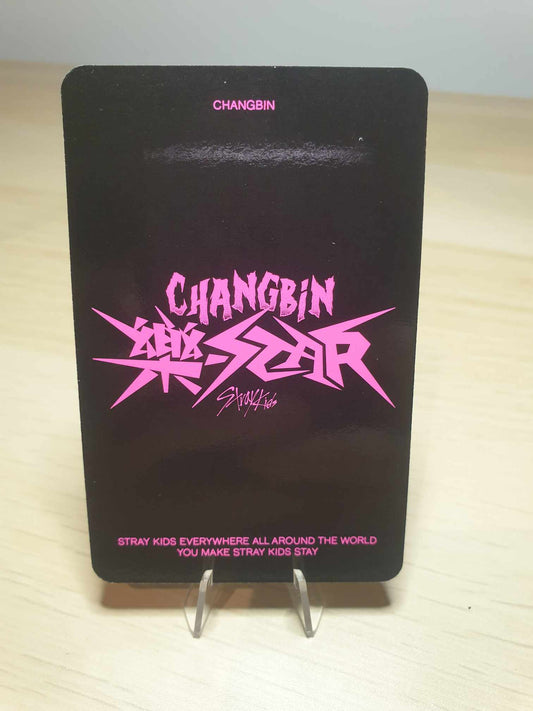 CHANGBIN
CHANGBiN
樂-STAR
Stray Kids
STRAY KIDS EVERYWHERE ALL AROUND THE WORLD
YOU MAKE STRAY KIDS STAY